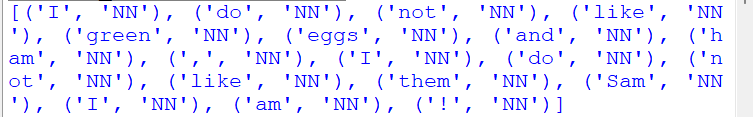 [('I', 'NN'), ('do', 'NN'), ('not', 'NN'), ('like', 'NN
'), ('green', 'NN'), ('eggs', 'NN'), ('and', 'NN'), ('h
am', 'NN'), (',', 'NN'), ('I', 'NN'), ('do', 'NN'), ('n
ot', 'NN'), ('like', 'NN'), ('them', 'NN'), ('Sam', 'NN
'), ('I', 'NN'), ('am', 'NN'), ('!', 'NN')]